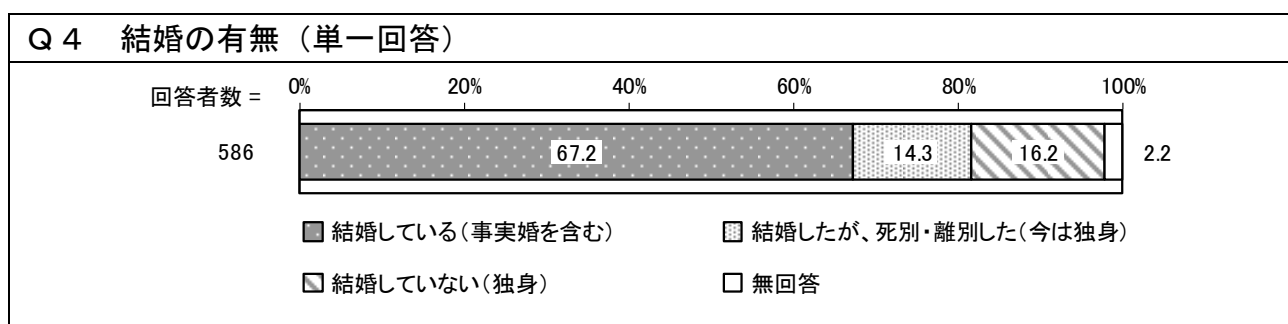 Q4 結婚の有無(単一回答)
回答者数 = 0% 20% 40% 60% 80% 100%
586 67.2 14.3 16.2 2.2
結婚している(事実婚を含む) 結婚したが、死別・離別した(今は独身)
結婚していない(独身) 無回答